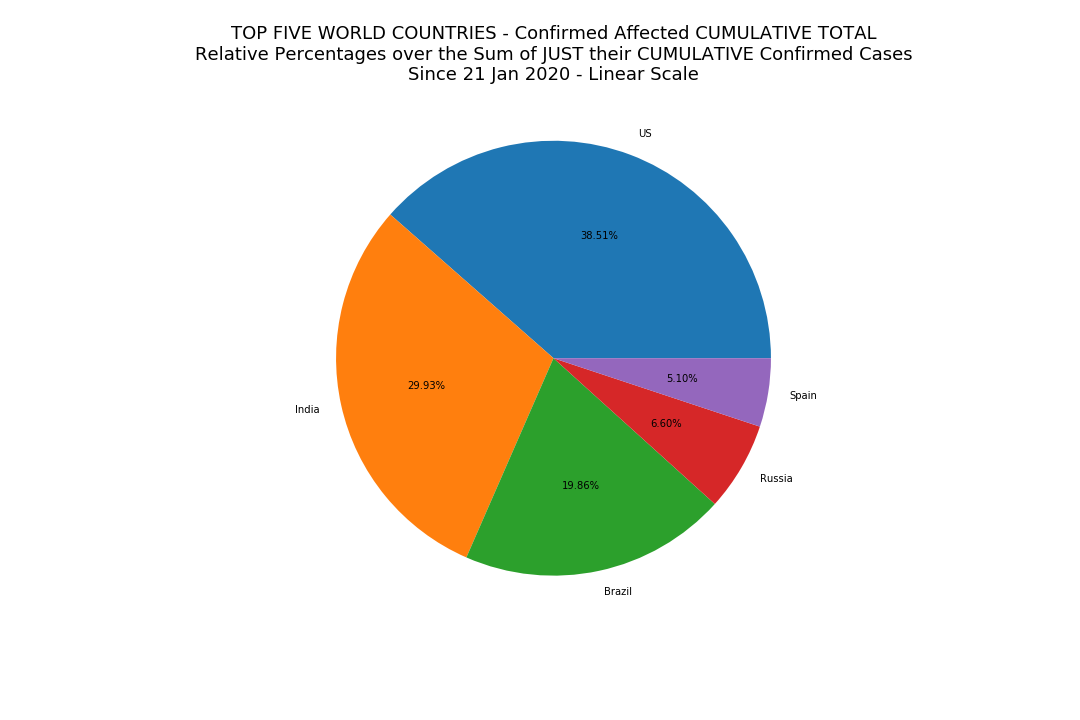 TOP FIVE WORLD COUNTRIES - Confirmed Affected CUMULATIVE TOTAL
Relative Percentages over the Sum of JUST their CUMULATIVE Confirmed Cases
Since 21 Jan 2020 - Linear Scale
US
38.51%
29.93%
India
5.10%
Spain
6.60%
Russia
19.86%
Brazil